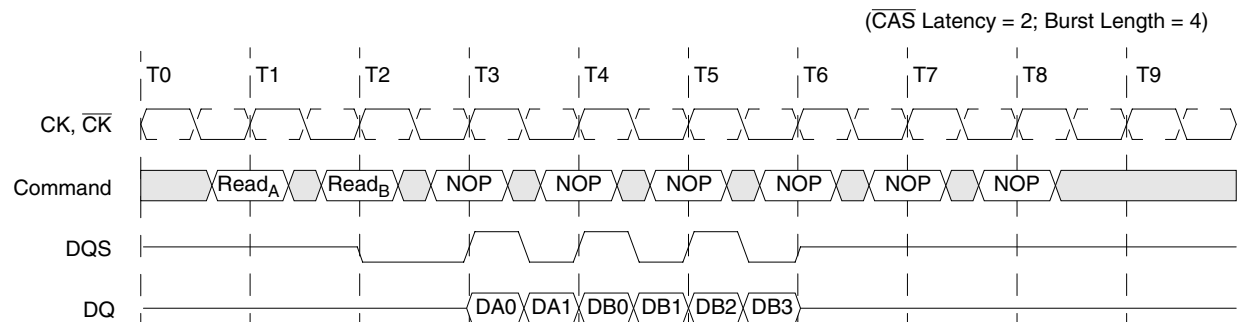 (CAS Latency = 2; Burst Length = 4)
T0 T1 T2 T3 T4 T5 T6 T7 T8 T9
CK, CK
Command ReadA ReadB NOP NOP NOP NOP NOP NOP
DQS
DQ DA0 DA1 DB0 DB1 DB2 DB3